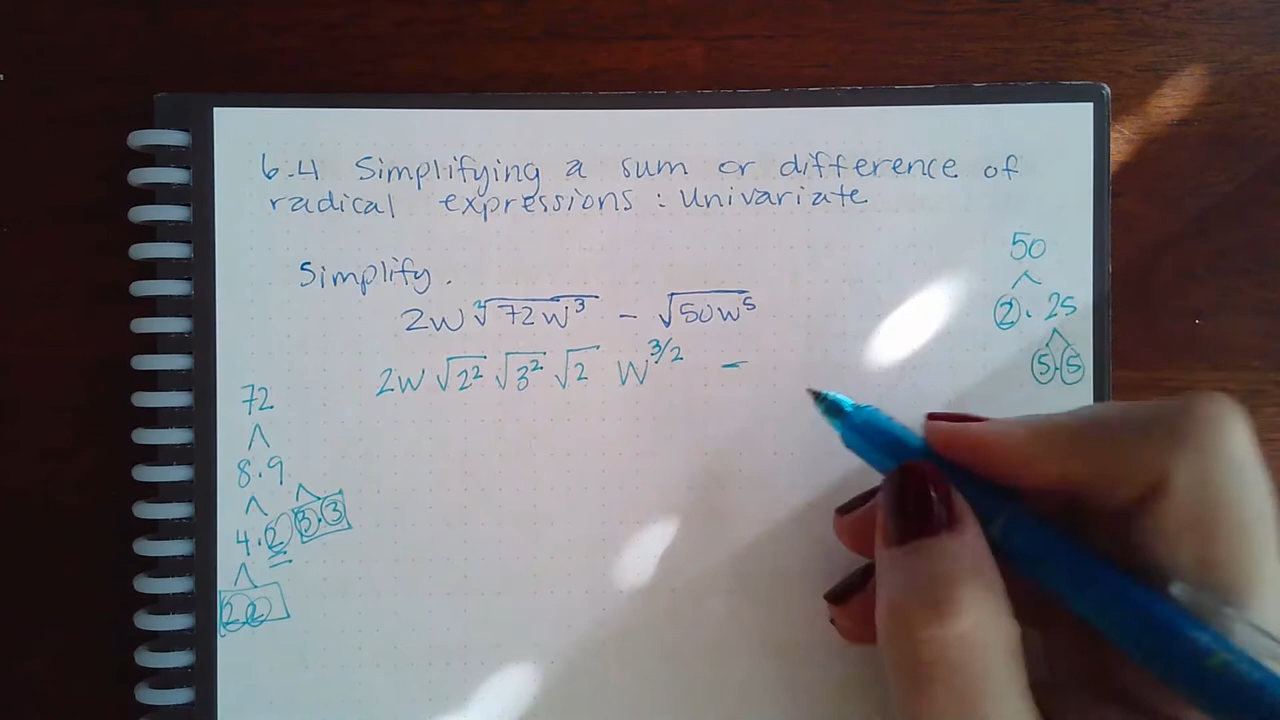 6.4 Simplifying a sum or difference of
radical expressions : Univariate
Simplify.
2w ²√72w³ - √50w⁵
2w √2² √3² √2 w^3/2 -
72
8.9
4.2 3.3
2 2
50
2. 25
5.5